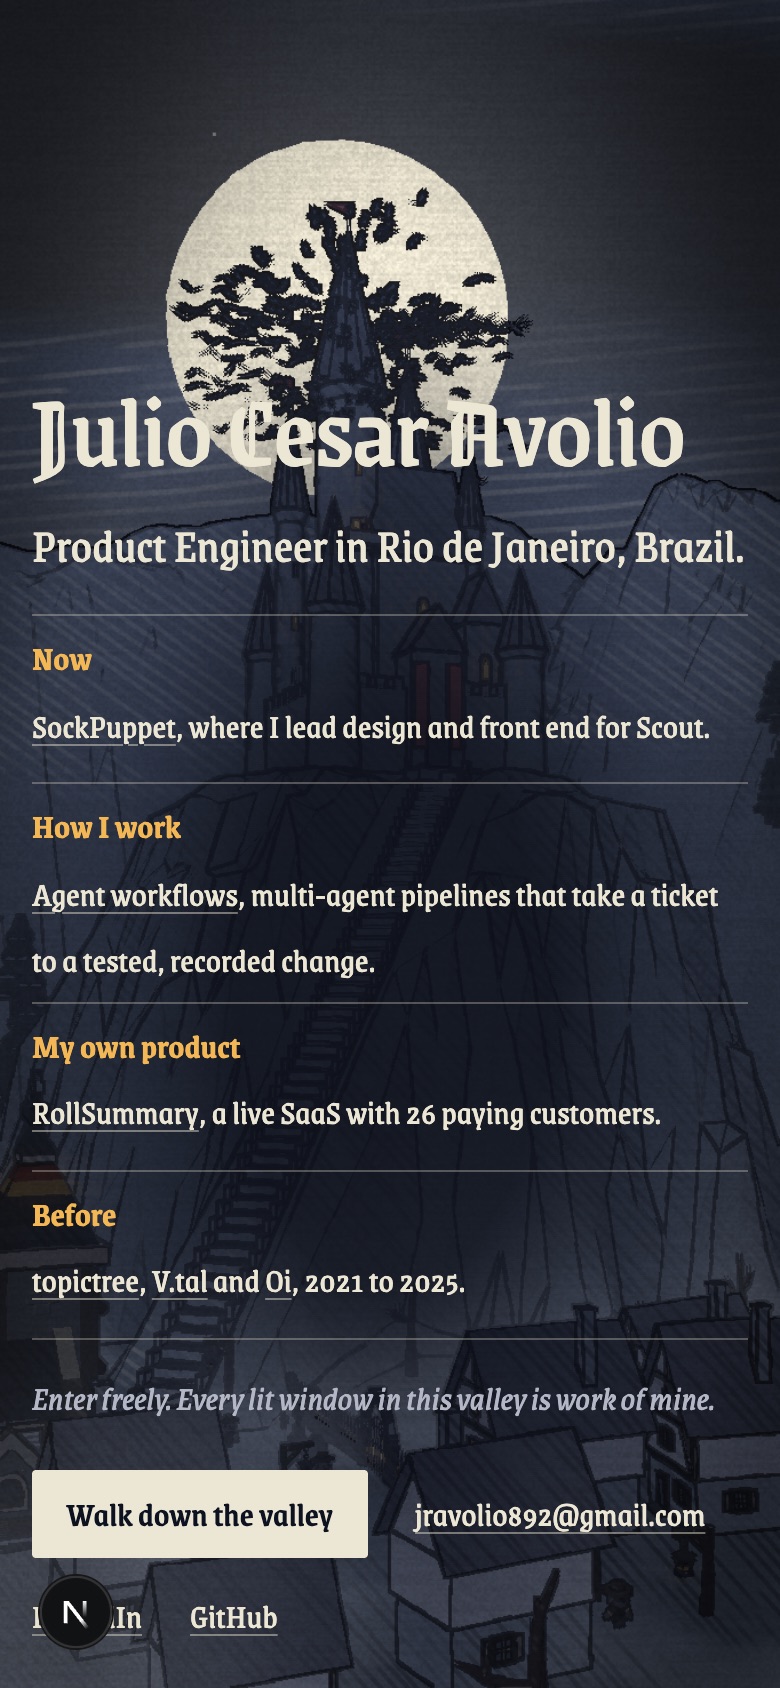 Julio Cesar Avolio
Product Engineer in Rio de Janeiro, Brazil.
Now
SockPuppet, where I lead design and front end for Scout.
How I work
Agent workflows, multi-agent pipelines that take a ticket
to a tested, recorded change.
My own product
RollSummary, a live SaaS with 26 paying customers.
Before
topictree, V.tal and Oi, 2021 to 2025.
Enter freely. Every lit window in this valley is work of mine.
Walk down the valley
jravolio892@gmail.com
N
GitHub